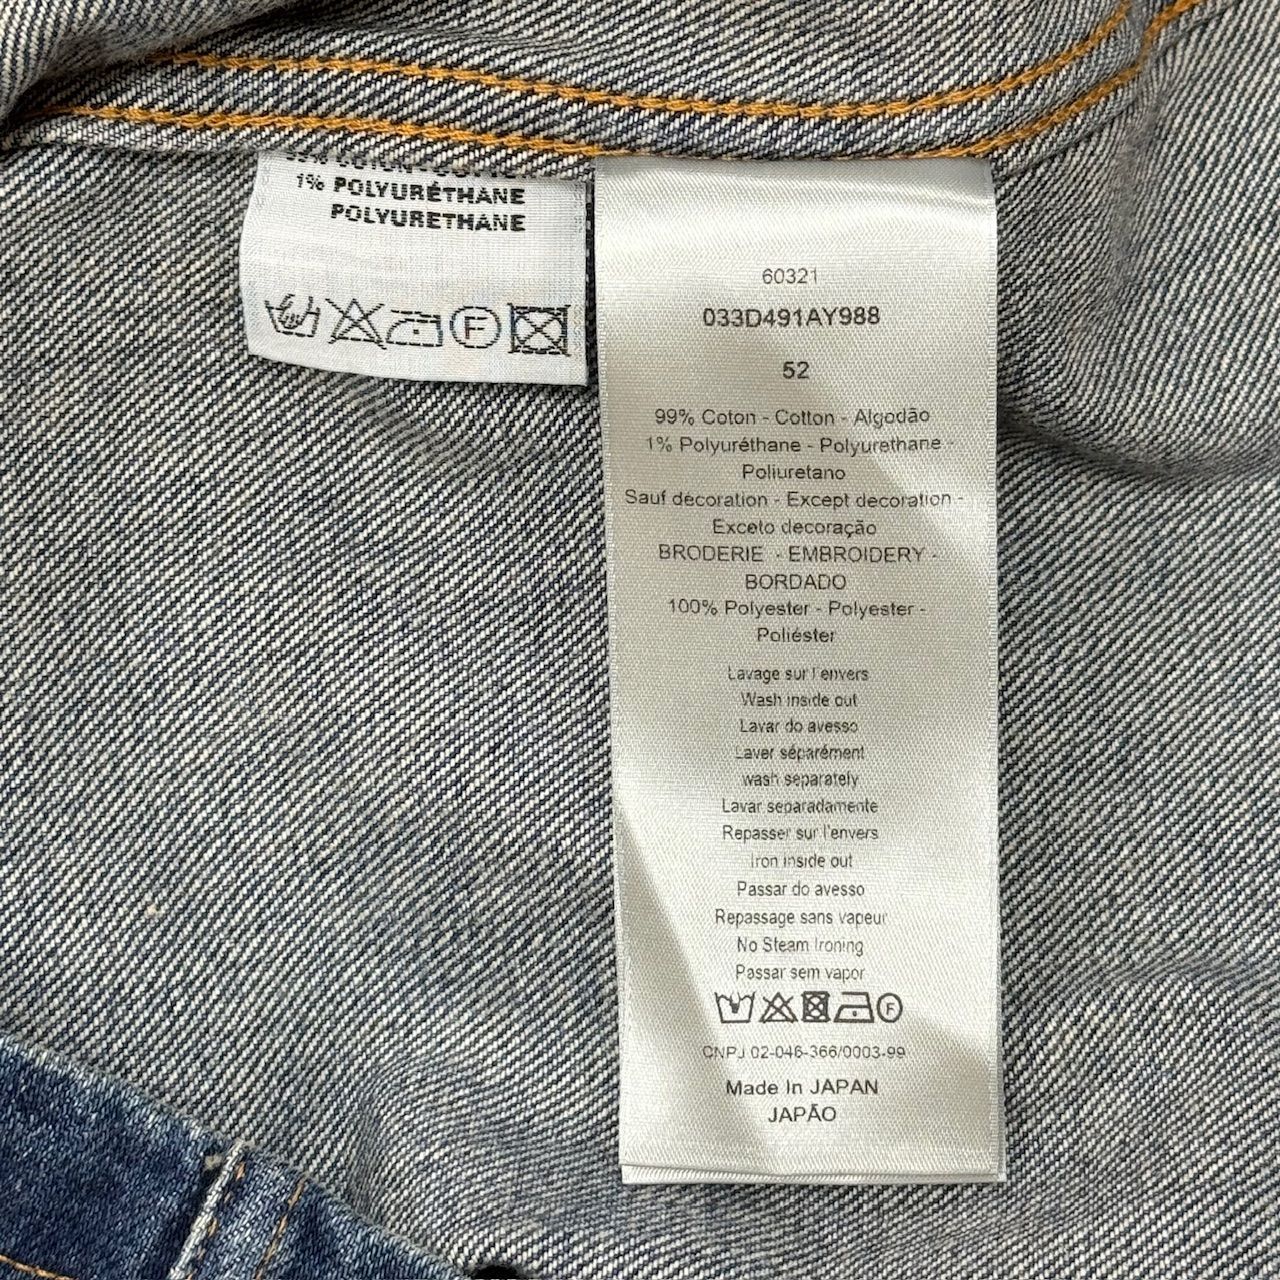 1% POLYURÉTHANE
POLYURETHANE
F
60321
033D491AY988
52
99% Coton - Cotton - Algodão
1% Polyuréthane - Polyurethane -
Poliuretano
Sauf décoration - Except decoration -
Exceto decoração
BRODERIE - EMBROIDERY -
BORDADO
100% Polyester - Polyester -
Poliéster
Lavage sur l'envers
Wash inside out
Lavar do avesso
Laver séparément
wash separately
Lavar separadamente
Repasser sur l'envers
Iron inside out
Passar do avesso
Repassage sans vapeur
No Steam Ironing
Passar sem vapor
F
CNPJ 02-046-366/0003-99
Made In JAPAN
JAPÃO